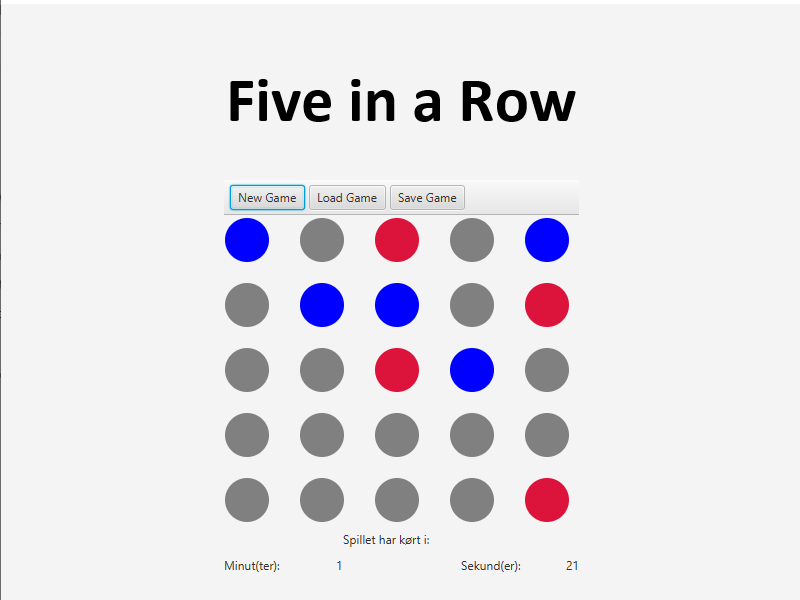 Five in a Row
New Game Load Game Save Game
Spillet har kørt i:
Minut(ter): 1 Sekund(er): 21